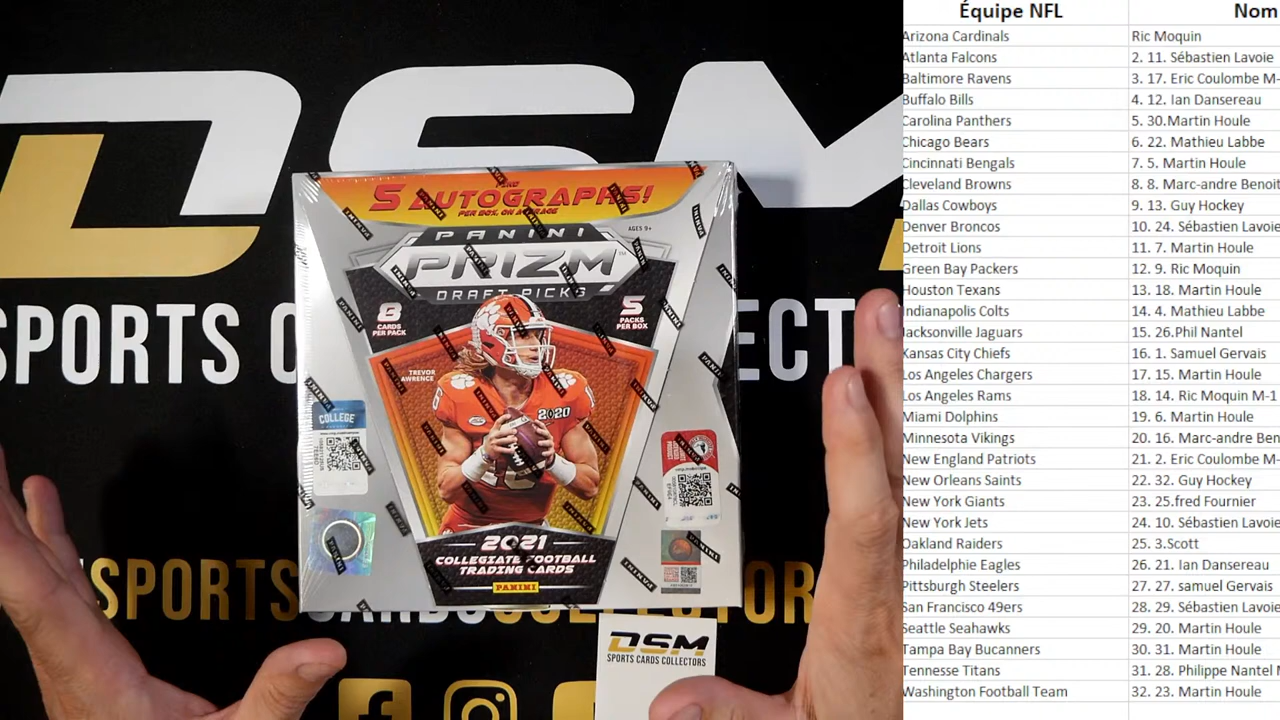 DSM
SPORTS C
ECT
5 AUTOGRAPHS!
PER BOX, ON AVERAGE
AGES 9+
PANINI
PRIZM
DRAFT PICKS
8
CARDS
PER PACK
5
PACKS
PER BOX
TREVOR
LAWRENCE
2020
COLLEGE
2021
COLLEGIATE FOOTBALL
TRADING CARDS
PANINI
SPORTSCARDSCOLLECTOR
DSM
SPORTS CARDS COLLECTORS
Équipe NFL Nom
Arizona Cardinals Ric Moquin
Atlanta Falcons 2. 11. Sébastien Lavoie
Baltimore Ravens 3. 17. Eric Coulombe M-
Buffalo Bills 4. 12. Ian Dansereau
Carolina Panthers 5. 30.Martin Houle
Chicago Bears 6. 22. Mathieu Labbe
Cincinnati Bengals 7. 5. Martin Houle
Cleveland Browns 8. 8. Marc-andre Benoit
Dallas Cowboys 9. 13. Guy Hockey
Denver Broncos 10. 24. Sébastien Lavoie
Detroit Lions 11. 7. Martin Houle
Green Bay Packers 12. 9. Ric Moquin
Houston Texans 13. 18. Martin Houle
Indianapolis Colts 14. 4. Mathieu Labbe
Jacksonville Jaguars 15. 26.Phil Nantel
Kansas City Chiefs 16. 1. Samuel Gervais
Los Angeles Chargers 17. 15. Martin Houle
Los Angeles Rams 18. 14. Ric Moquin M-1
Miami Dolphins 19. 6. Martin Houle
Minnesota Vikings 20. 16. Marc-andre Ben
New England Patriots 21. 2. Eric Coulombe M-
New Orleans Saints 22. 32. Guy Hockey
New York Giants 23. 25.fred Fournier
New York Jets 24. 10. Sébastien Lavoie
Oakland Raiders 25. 3.Scott
Philadelphie Eagles 26. 21. Ian Dansereau
Pittsburgh Steelers 27. 27. samuel Gervais
San Francisco 49ers 28. 29. Sébastien Lavoie
Seattle Seahawks 29. 20. Martin Houle
Tampa Bay Bucanners 30. 31. Martin Houle
Tennesse Titans 31. 28. Philippe Nantel M
Washington Football Team 32. 23. Martin Houle